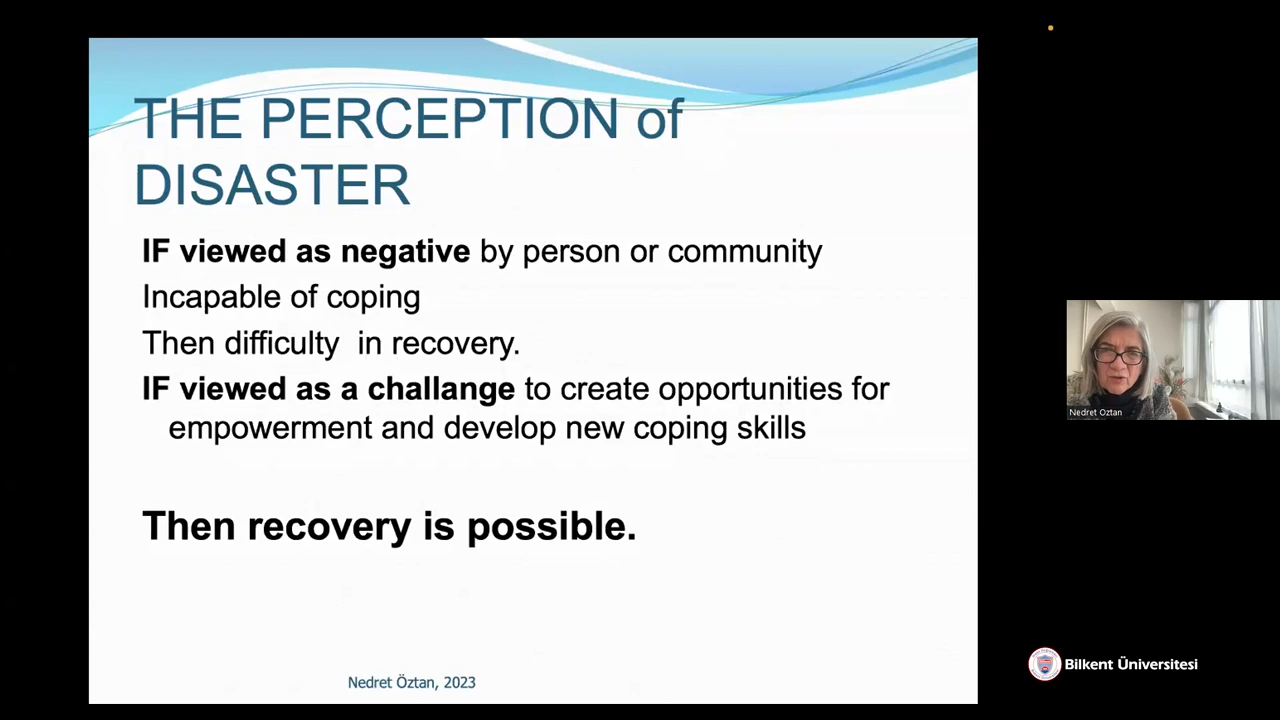 THE PERCEPTION of
DISASTER
IF viewed as negative by person or community
Incapable of coping
Then difficulty  in recovery.
IF viewed as a challange to create opportunities for
empowerment and develop new coping skills
Then recovery is possible.
Nedret Öztan, 2023
Nedret Oztan
Bilkent Üniversitesi